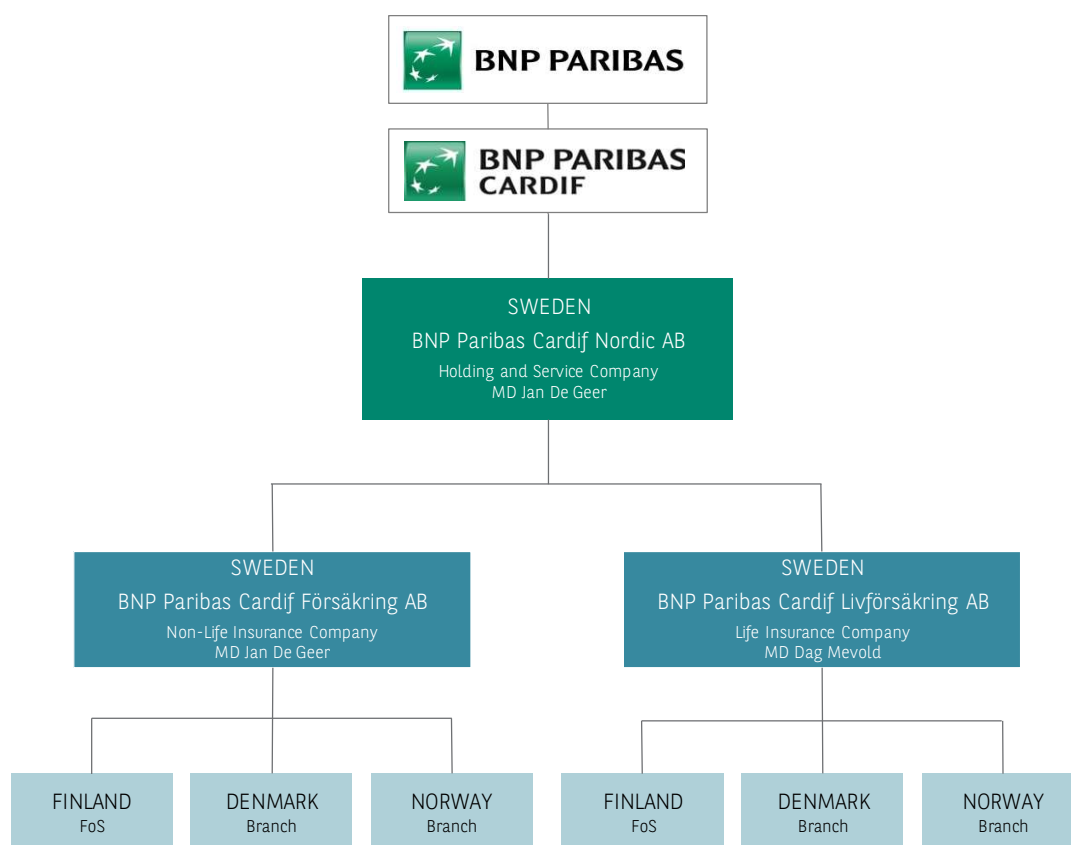 BNP PARIBAS
BNP PARIBAS
CARDIF
SWEDEN
BNP Paribas Cardif Nordic AB
Holding and Service Company
MD Jan De Geer
SWEDEN
BNP Paribas Cardif Försäkring AB
Non-Life Insurance Company
MD Jan De Geer
SWEDEN
BNP Paribas Cardif Livförsäkring AB
Life Insurance Company
MD Dag Mevold
FINLAND
FoS
DENMARK
Branch
NORWAY
Branch
FINLAND
FoS
DENMARK
Branch
NORWAY
Branch